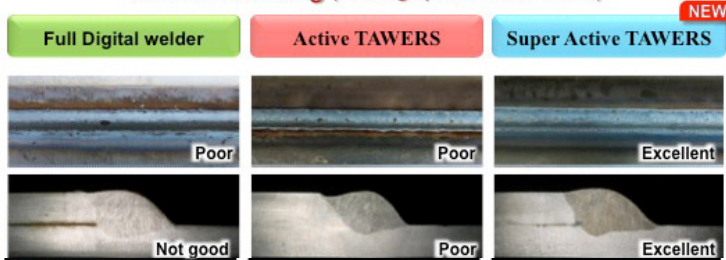 NEW
Full Digital welder
Active TAWERS
Super Active TAWERS
Poor
Poor
Excellent
Not good
Poor
Excellent